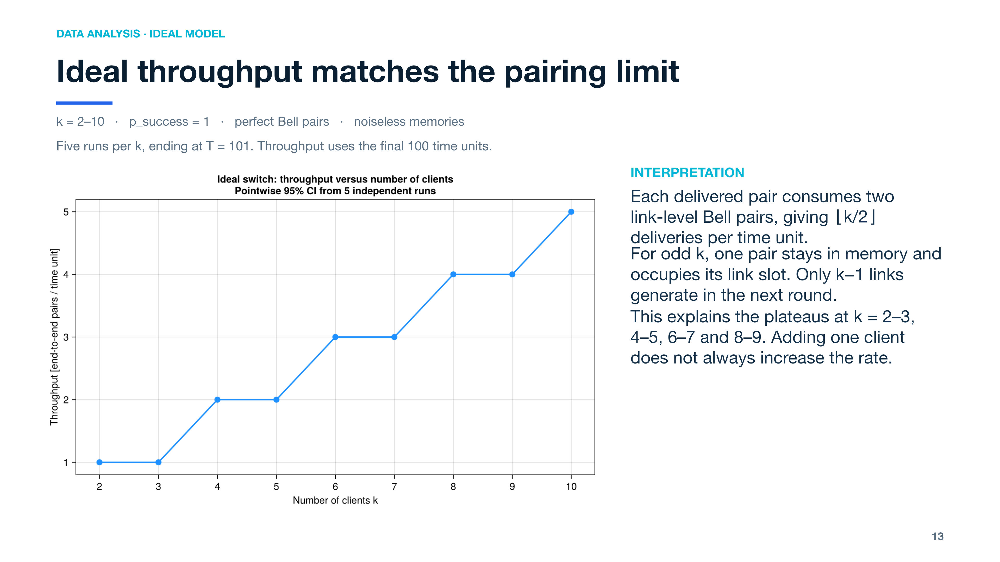 DATA ANALYSIS · IDEAL MODEL
Ideal throughput matches the pairing limit
k = 2–10 · p_success = 1 · perfect Bell pairs · noiseless memories
Five runs per k, ending at T = 101. Throughput uses the final 100 time units.
Ideal switch: throughput versus number of clients
Pointwise 95% CI from 5 independent runs
Throughput [end-to-end pairs / time unit]
5
4
3
2
1
2 3 4 5 6 7 8 9 10
Number of clients k
INTERPRETATION
Each delivered pair consumes two
link-level Bell pairs, giving ⌊k/2⌋
deliveries per time unit.
For odd k, one pair stays in memory and
occupies its link slot. Only k−1 links
generate in the next round.
This explains the plateaus at k = 2–3,
4–5, 6–7 and 8–9. Adding one client
does not always increase the rate.
13